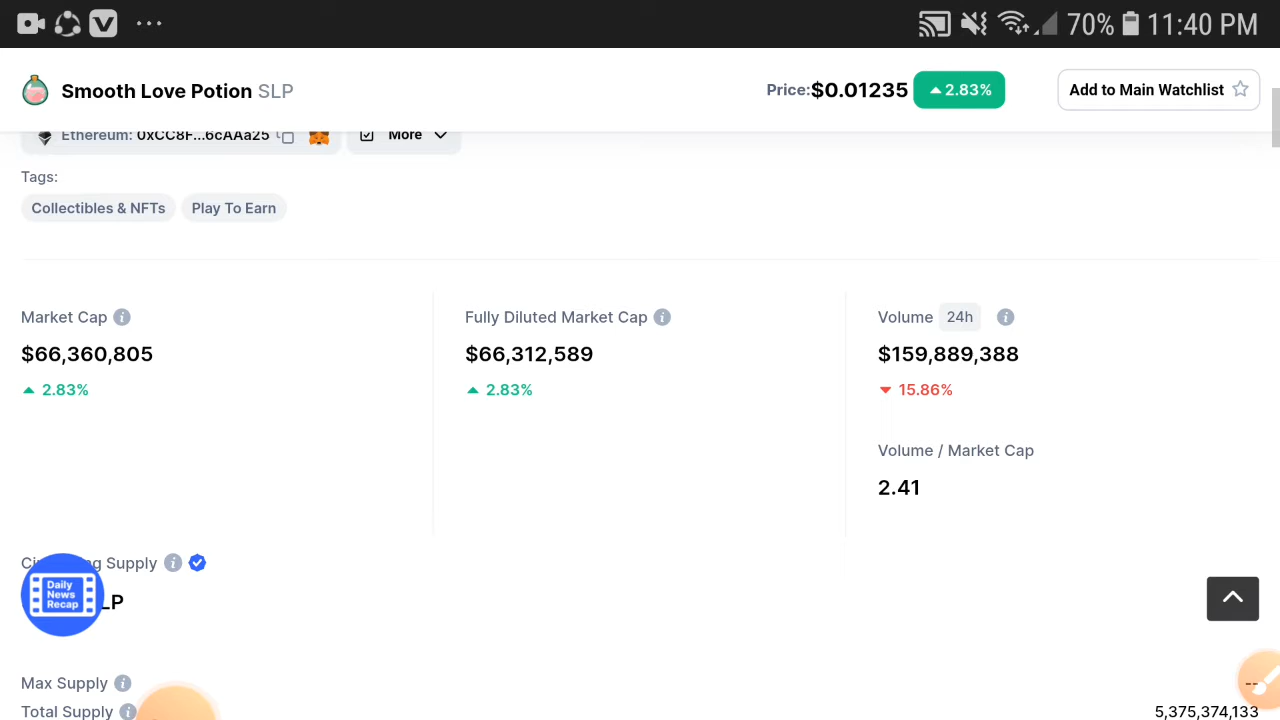 70% 11:40 PM
Smooth Love Potion SLP
Price:$0.01235 2.83%
Add to Main Watchlist
Ethereum: 0xCC8F...6cAAa25
More
Tags:
Collectibles & NFTs
Play To Earn
Market Cap
$66,360,805
2.83%
Fully Diluted Market Cap
$66,312,589
2.83%
Volume 24h
$159,889,388
15.86%
Volume / Market Cap
2.41
Supply
Daily
News
Recap
LP
Max Supply
--
Total Supply
5,375,374,133